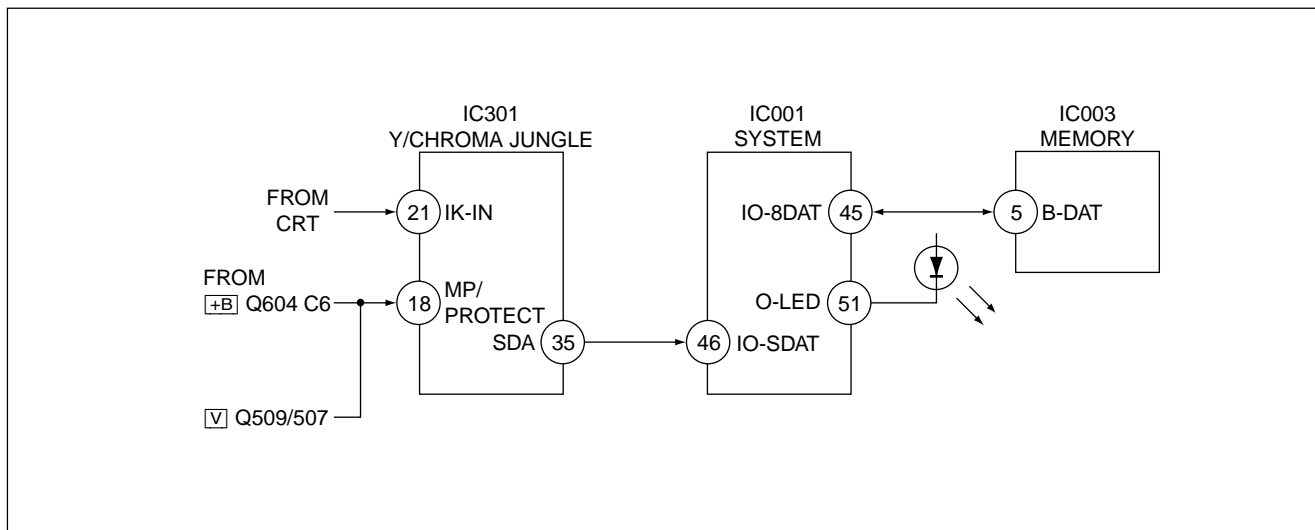 IC301
Y/CHROMA JUNGLE
IC001
SYSTEM
IC003
MEMORY
FROM
CRT
21 IK-IN
IO-8DAT 45
5 B-DAT
FROM
+B Q604 C6
18 MP/
PROTECT
O-LED 51
SDA 35
46 IO-SDAT
V Q509/507